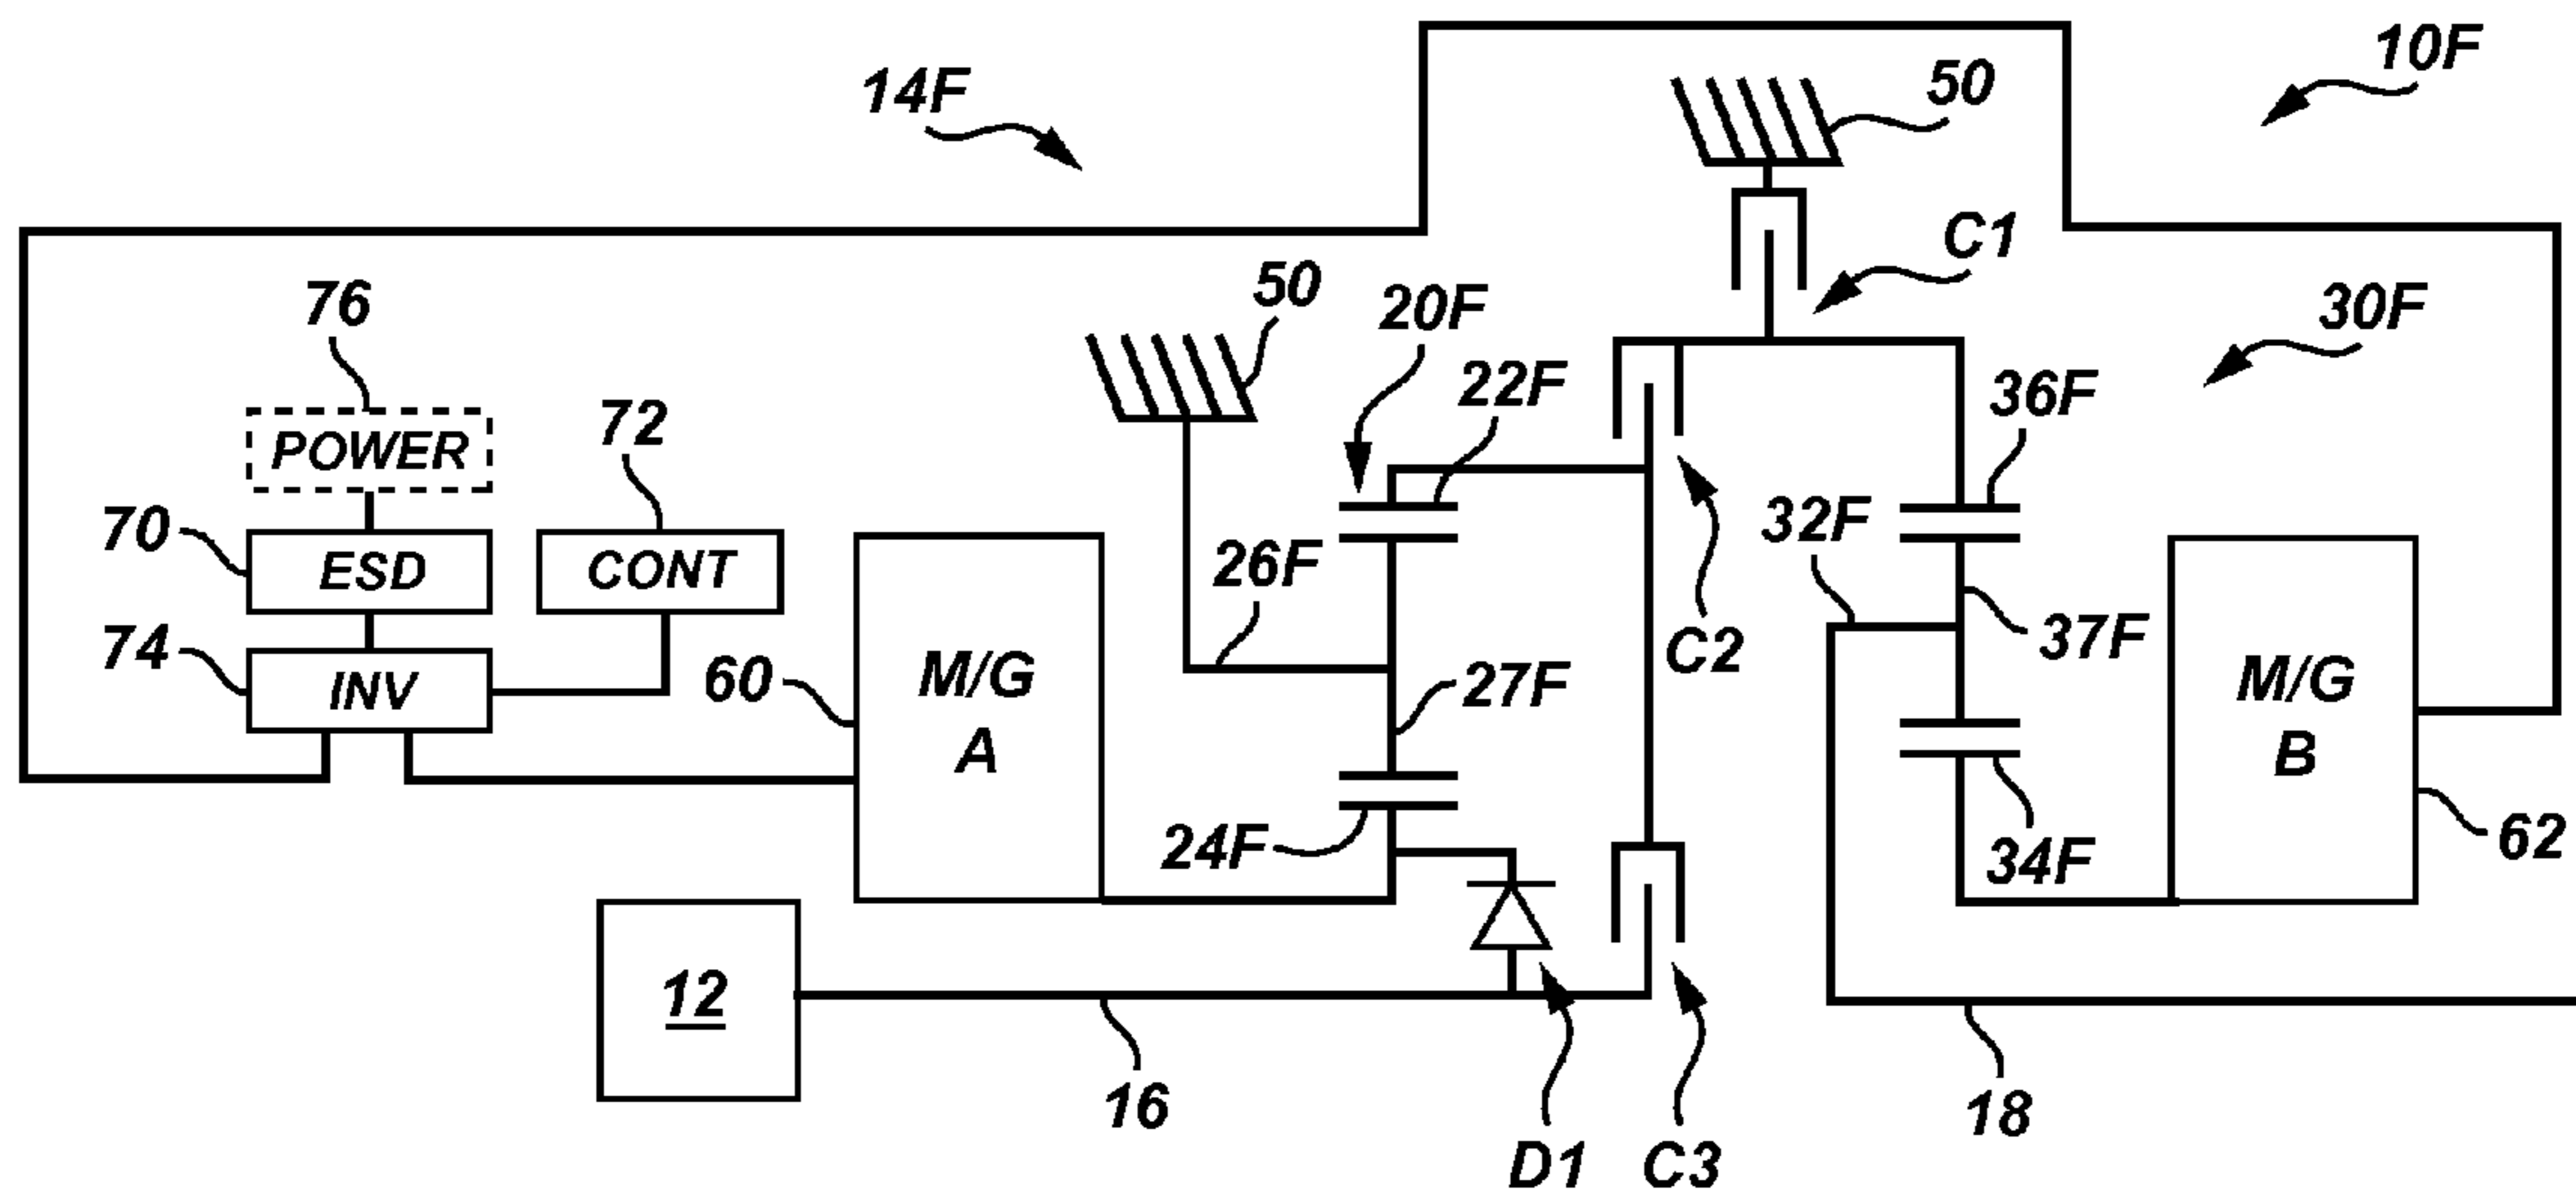 10F
14F
50
C1
50
20F
76
30F
22F
36F
72
POWER
32F
70
ESD
CONT
26F
74
INV
60
M/G
A
27F
C2
37F
M/G
B
24F
34F
62
12
16
18
D1
C3